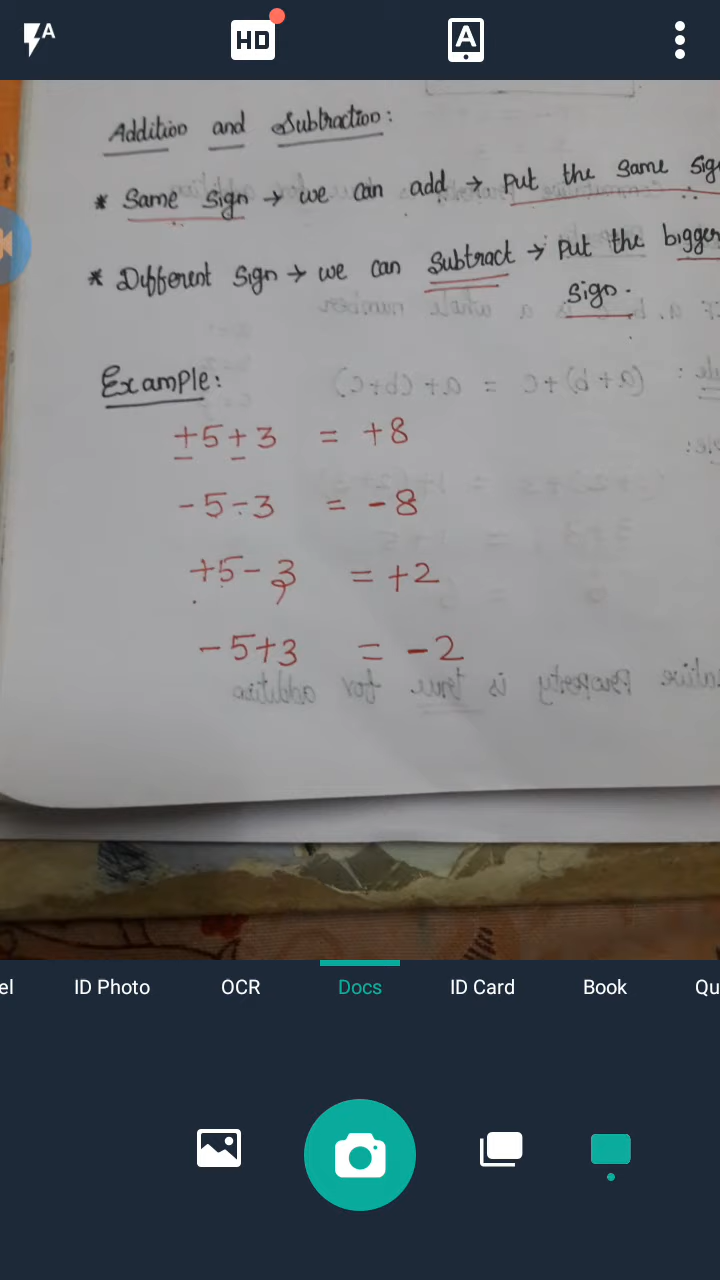 A
HD
A
Addition and Subtraction:
* Same Sign → we can add → Put the same Sig
* Different Sign → we can Subtract → Put the bigger
Sign.
Example:
+5+3 = +8
-5-3 = -8
+5-3 = +2
-5+3 = -2
el ID Photo OCR Docs ID Card Book Qu